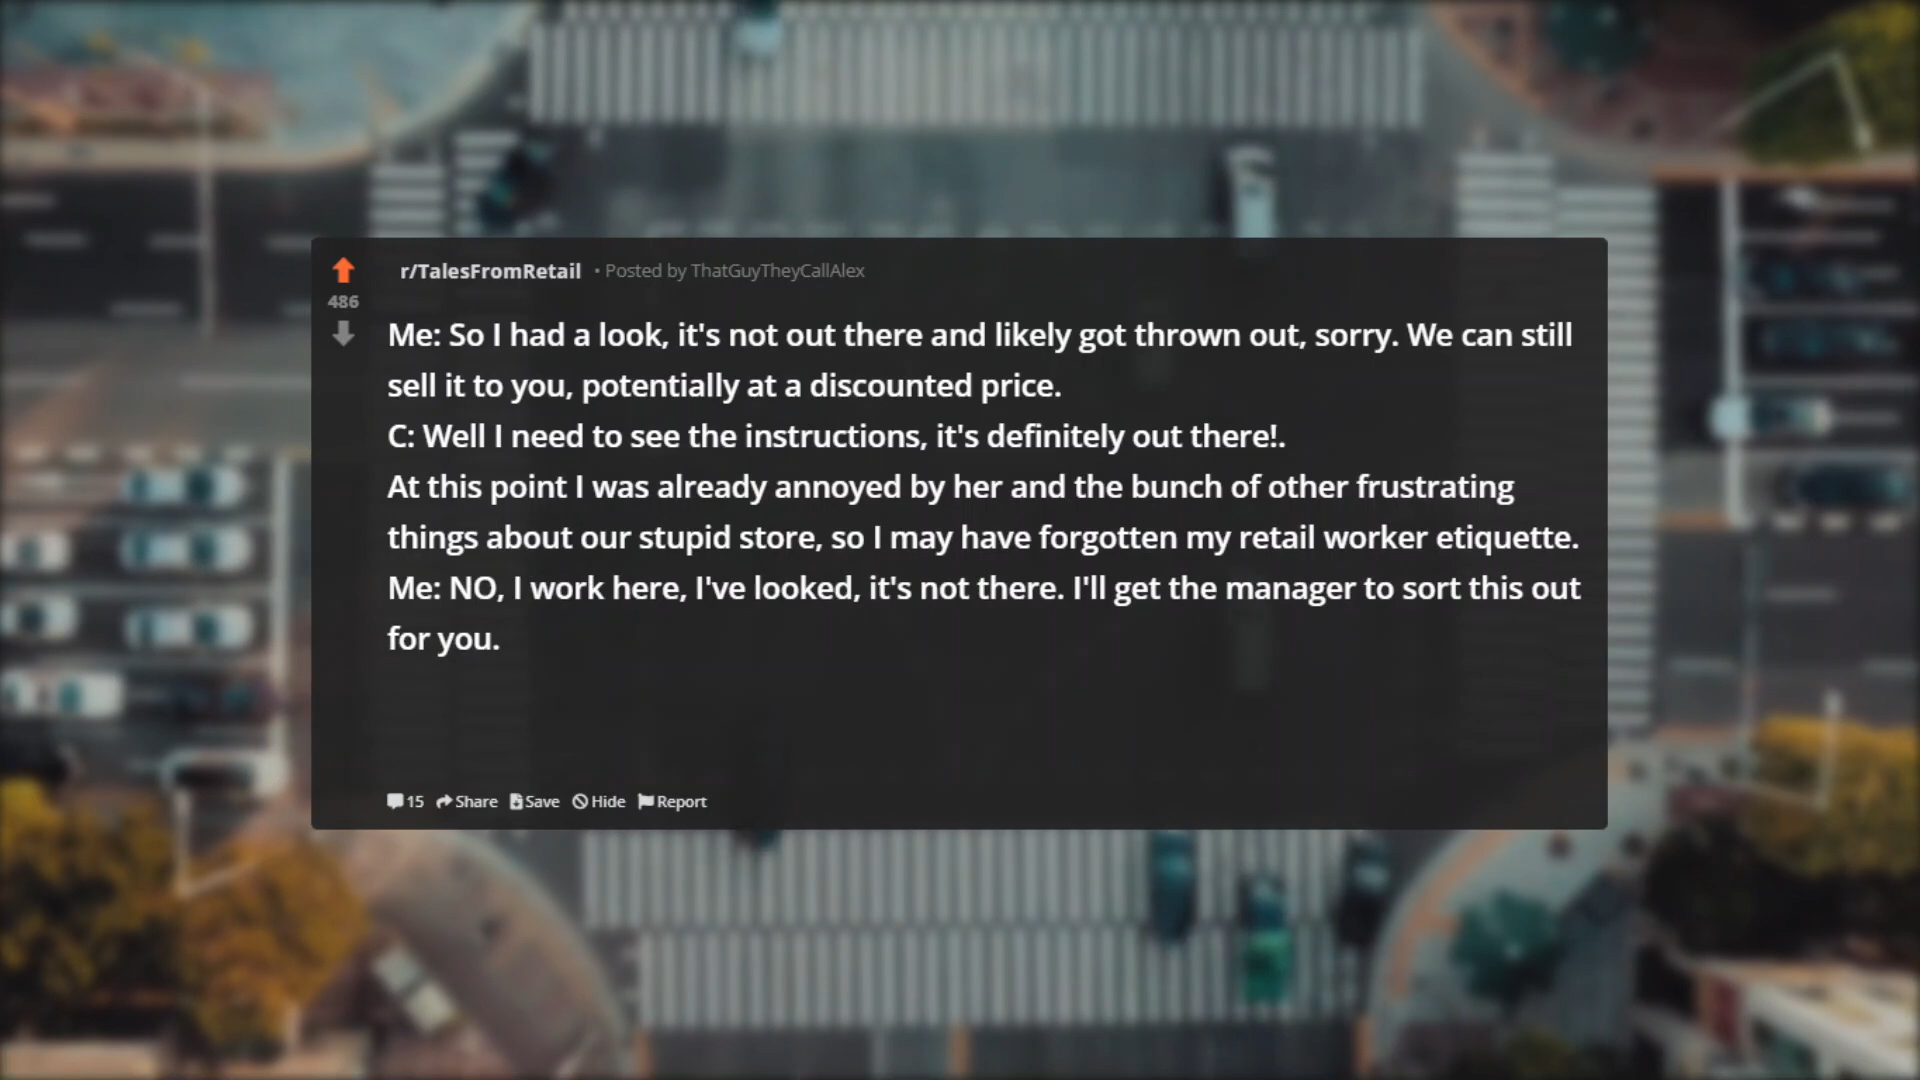 r/TalesFromRetail • Posted by ThatGuyTheyCallAlex
486
Me: So I had a look, it's not out there and likely got thrown out, sorry. We can still
sell it to you, potentially at a discounted price.
C: Well I need to see the instructions, it's definitely out there!.
At this point I was already annoyed by her and the bunch of other frustrating
things about our stupid store, so I may have forgotten my retail worker etiquette.
Me: NO, I work here, I've looked, it's not there. I'll get the manager to sort this out
for you.
15 Share Save Hide Report